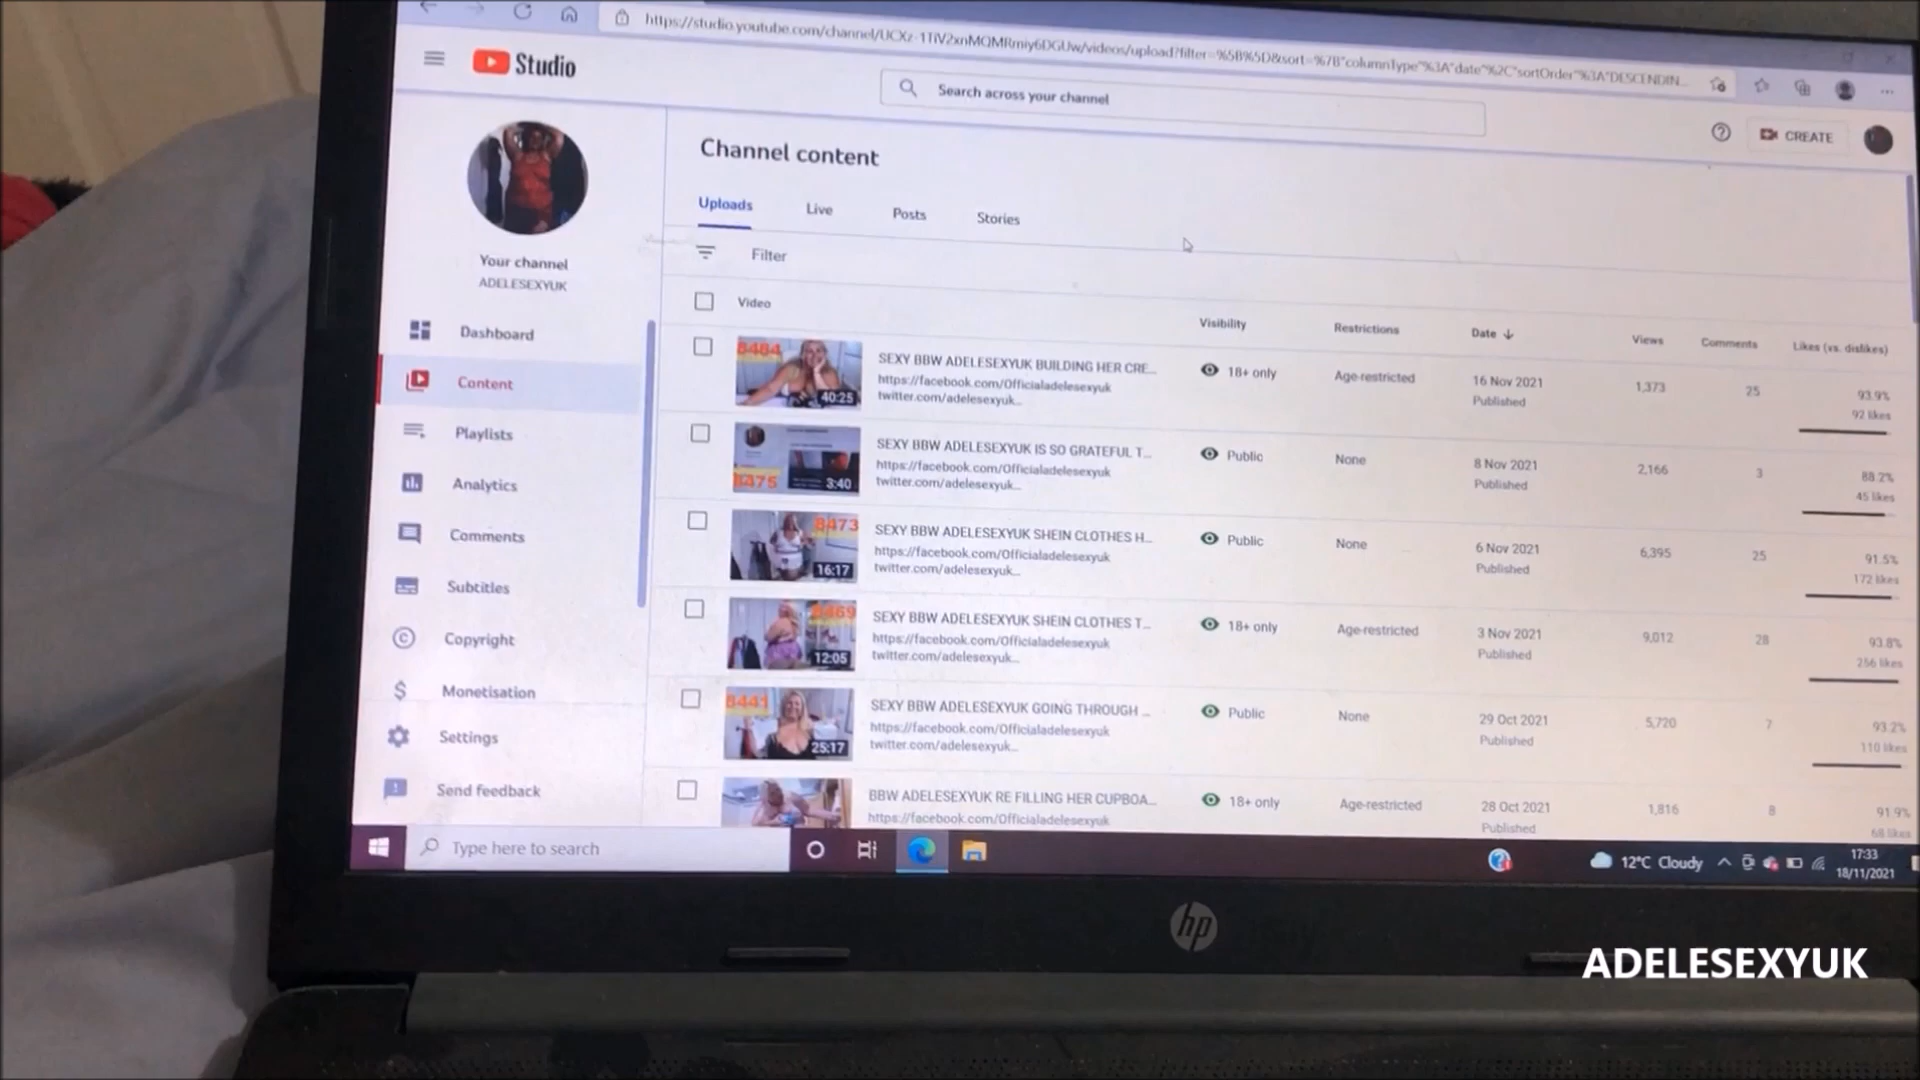 https://studio.youtube.com/channel/UCXz-1TiV2xnMQMRmiy6DGUw/videos/upload?filter=%5B%5D&sort=%7B"columnType"%3A"date"%2C"sortOrder"%3A"DESCENDIN...
Studio
Search across your channel
CREATE
Your channel
ADELESEXYUK
Dashboard
Content
Playlists
Analytics
Comments
Subtitles
Copyright
Monetisation
Settings
Send feedback
Channel content
Uploads Live Posts Stories
Filter
Video Visibility Restrictions Date Views Comments Likes (vs. dislikes)
8484 40:25
SEXY BBW ADELESEXYUK BUILDING HER CRE...
https://facebook.com/Officialadelesexyuk
twitter.com/adelesexyuk...
18+ only Age-restricted 16 Nov 2021 1,373 25 93.9%
Published 92 likes
8475 3:40
SEXY BBW ADELESEXYUK IS SO GRATEFUL T...
https://facebook.com/Officialadelesexyuk
twitter.com/adelesexyuk...
Public None 8 Nov 2021 2,166 3 88.2%
Published 45 likes
8473 16:17
SEXY BBW ADELESEXYUK SHEIN CLOTHES H...
https://facebook.com/Officialadelesexyuk
twitter.com/adelesexyuk...
Public None 6 Nov 2021 6,395 25 91.5%
Published 172 likes
8469 12:05
SEXY BBW ADELESEXYUK SHEIN CLOTHES T...
https://facebook.com/Officialadelesexyuk
twitter.com/adelesexyuk...
18+ only Age-restricted 3 Nov 2021 9,012 28 93.8%
Published 256 likes
8441 25:17
SEXY BBW ADELESEXYUK GOING THROUGH ...
https://facebook.com/Officialadelesexyuk
twitter.com/adelesexyuk...
Public None 29 Oct 2021 5,720 7 93.2%
Published 110 likes
BBW ADELESEXYUK RE FILLING HER CUPBOA...
https://facebook.com/Officialadelesexyuk
18+ only Age-restricted 28 Oct 2021 1,816 8 91.9%
Published 68 likes
Type here to search
12°C Cloudy
17:33
18/11/2021
hp
ADELESEXYUK